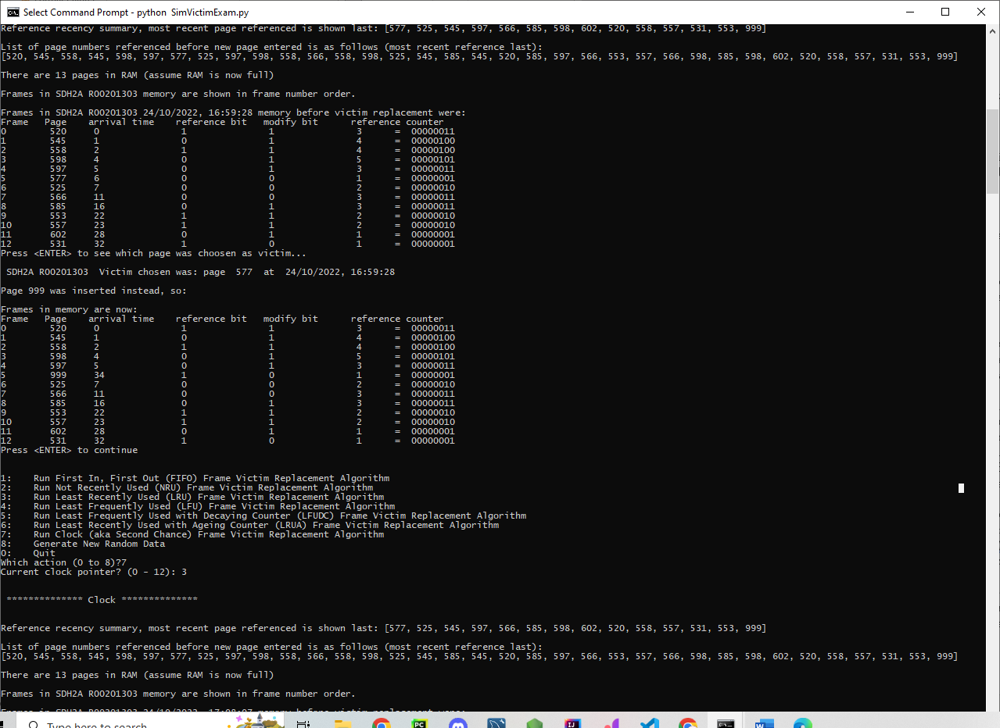 Select Command Prompt - python  SimVictimExam.py
Reference recency summary, most recent page referenced is shown last: [577, 525, 545, 597, 566, 585, 598, 602, 520, 558, 557, 531, 553, 999]
List of page numbers referenced before new page entered is as follows (most recent reference last):
[520, 545, 558, 545, 598, 597, 577, 525, 597, 598, 558, 566, 558, 598, 525, 545, 585, 545, 520, 585, 597, 566, 553, 557, 566, 598, 585, 598, 602, 520, 558, 557, 531, 553, 999]
There are 13 pages in RAM (assume RAM is now full)
Frames in SDH2A R00201303 memory are shown in frame number order.
Frames in SDH2A R00201303 24/10/2022, 16:59:28 memory before victim replacement were:
Frame   Page    arrival time    reference bit   modify bit      reference counter
0        520     0               1               1               3      =  00000011
1        545     1               0               1               4      =  00000100
2        558     2               1               1               4      =  00000100
3        598     4               0               1               5      =  00000101
4        597     5               0               1               3      =  00000011
5        577     6               0               0               1      =  00000001
6        525     7               0               0               2      =  00000010
7        566     11              0               0               3      =  00000011
8        585     16              0               1               3      =  00000011
9        553     22              1               1               2      =  00000010
10       557     23              1               1               2      =  00000010
11       602     28              0               1               1      =  00000001
12       531     32              1               0               1      =  00000001
Press <ENTER> to see which page was choosen as victim...
SDH2A R00201303  Victim chosen was: page  577  at  24/10/2022, 16:59:28
Page 999 was inserted instead, so:
Frames in memory are now:
Frame   Page    arrival time    reference bit   modify bit      reference counter
0        520     0               1               1               3      =  00000011
1        545     1               0               1               4      =  00000100
2        558     2               1               1               4      =  00000100
3        598     4               0               1               5      =  00000101
4        597     5               0               1               3      =  00000011
5        999     34              1               0               1      =  00000001
6        525     7               0               0               2      =  00000010
7        566     11              0               0               3      =  00000011
8        585     16              0               1               3      =  00000011
9        553     22              1               1               2      =  00000010
10       557     23              1               1               2      =  00000010
11       602     28              0               1               1      =  00000001
12       531     32              1               0               1      =  00000001
Press <ENTER> to continue
1:    Run First In, First Out (FIFO) Frame Victim Replacement Algorithm
2:    Run Not Recently Used (NRU) Frame Victim Replacement Algorithm
3:    Run Least Recently Used (LRU) Frame Victim Replacement Algorithm
4:    Run Least Frequently Used (LFU) Frame Victim Replacement Algorithm
5:    Run Least Frequently Used with Decaying Counter (LFUDC) Frame Victim Replacement Algorithm
6:    Run Least Recently Used with Ageing Counter (LRUA) Frame Victim Replacement Algorithm
7:    Run Clock (aka Second Chance) Frame Victim Replacement Algorithm
8:    Generate New Random Data
0:    Quit
Which action (0 to 8)?7
Current clock pointer? (0 - 12): 3
************** Clock **************
Reference recency summary, most recent page referenced is shown last: [577, 525, 545, 597, 566, 585, 598, 602, 520, 558, 557, 531, 553, 999]
List of page numbers referenced before new page entered is as follows (most recent reference last):
[520, 545, 558, 545, 598, 597, 577, 525, 597, 598, 558, 566, 558, 598, 525, 545, 585, 545, 520, 585, 597, 566, 553, 557, 566, 598, 585, 598, 602, 520, 558, 557, 531, 553, 999]
There are 13 pages in RAM (assume RAM is now full)
Frames in SDH2A R00201303 memory are shown in frame number order.
Type here to search